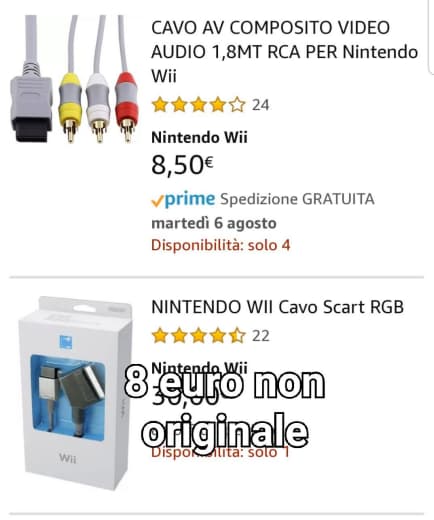 CAVO AV COMPOSITO VIDEO
AUDIO 1,8MT RCA PER Nintendo
Wii
24
Nintendo Wii
8,50€
prime Spedizione GRATUITA
martedì 6 agosto
Disponibilità: solo 4
NINTENDO WII Cavo Scart RGB
22
Nintendo Wii
8 euro non
originale
Disponibilità: solo 1
Wii